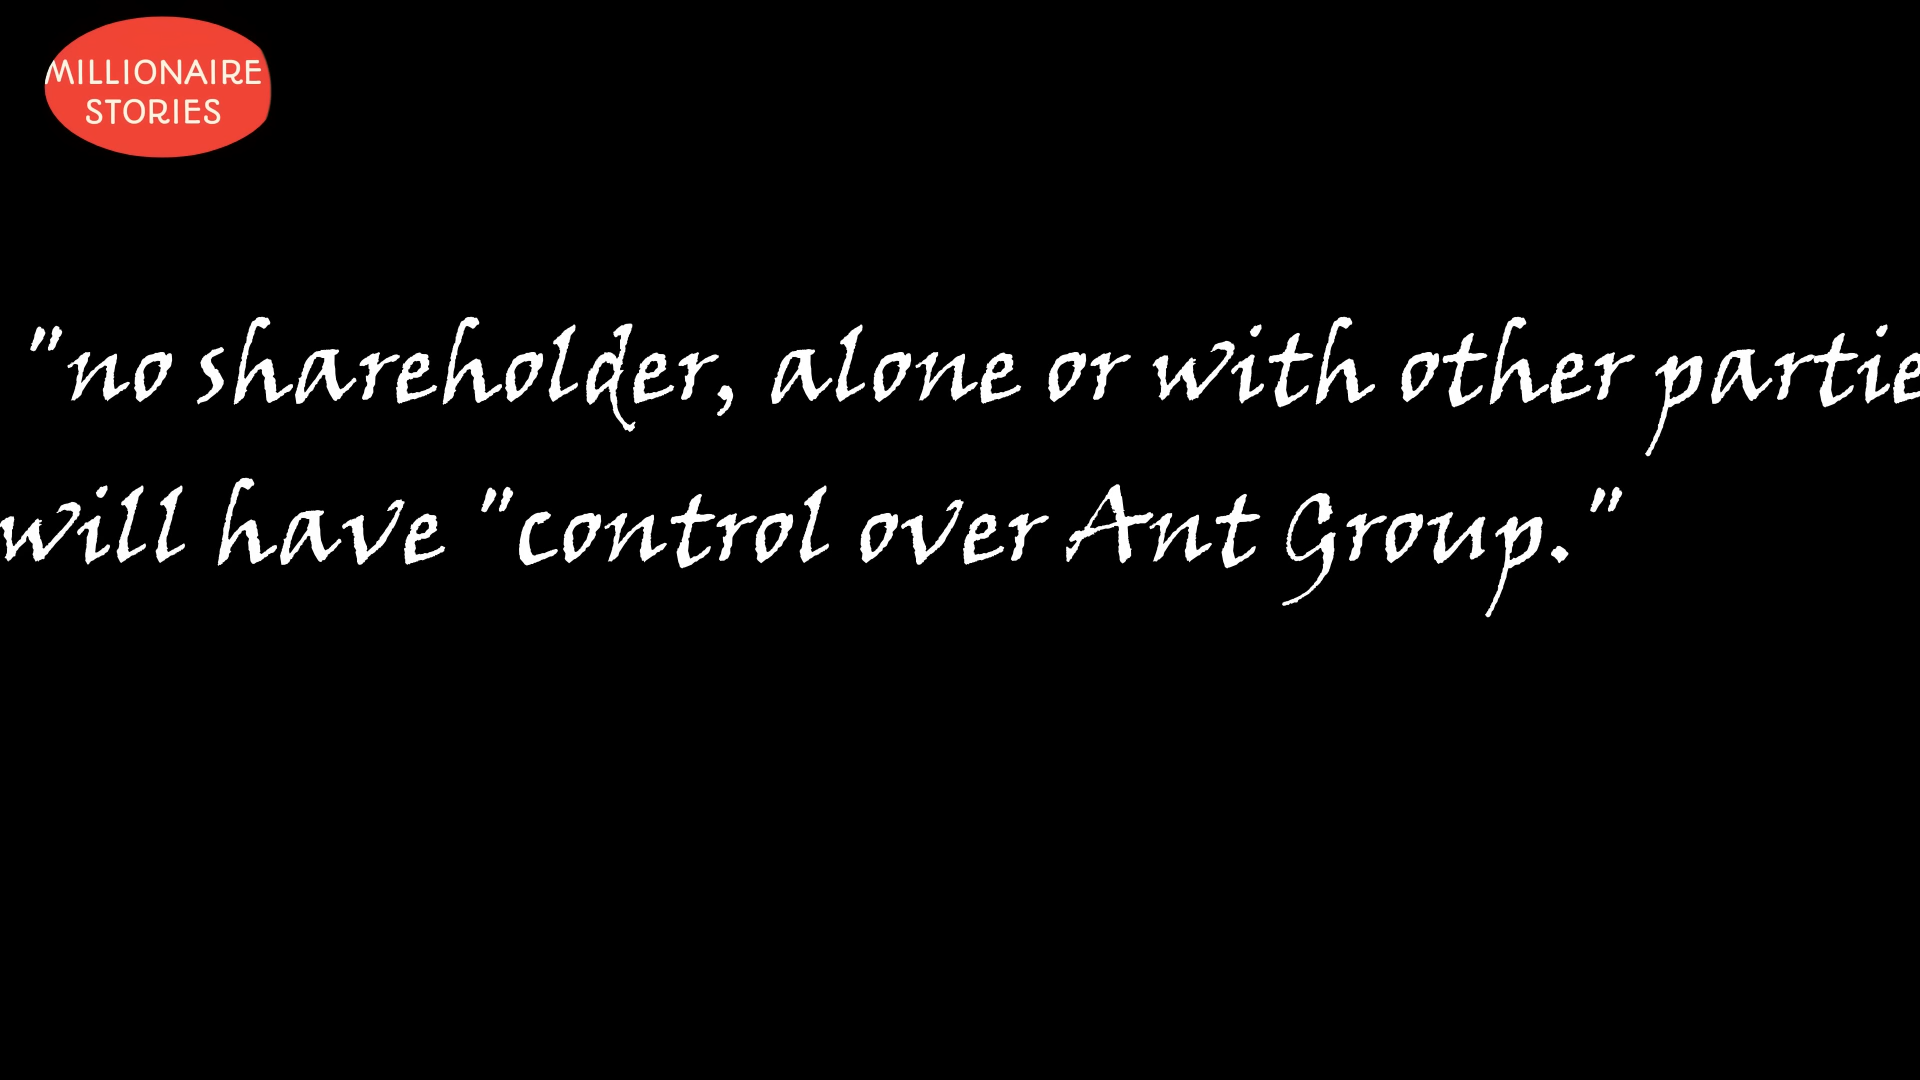 MILLIONAIRE
STORIES
"no shareholder, alone or with other partie
will have "control over Ant Group."